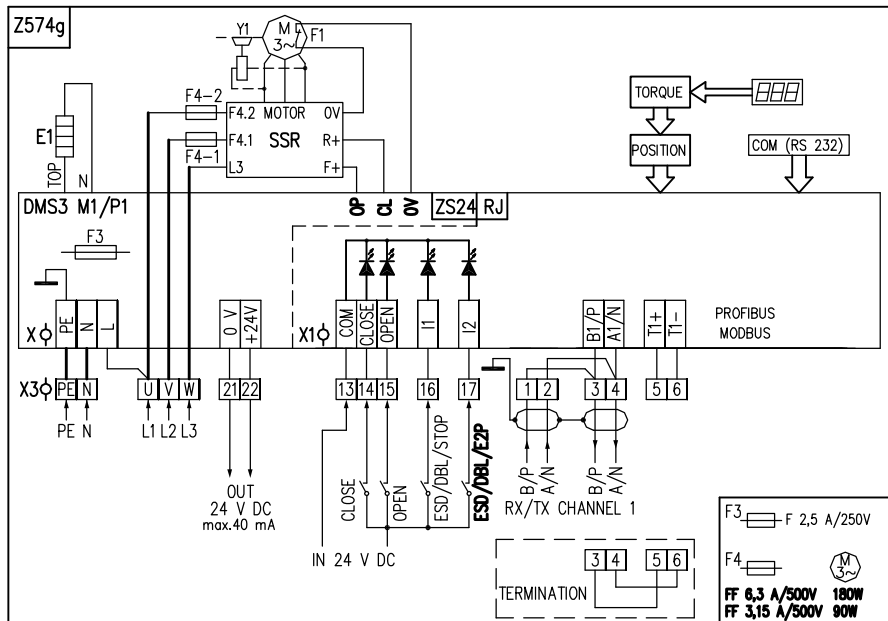 Z574g
Y1
M
3~
F1
F4-2
F4.2
MOTOR
0V
F4.1
SSR
R+
F4-1
L3
F+
E1
TOP
N
TORQUE
POSITION
COM (RS 232)
DMS3 M1/P1
OP
CL
0V
ZS24
RJ
F3
X
PE
N
L
0 V
+24V
X1
COM
CLOSE
OPEN
I1
I2
B1/P
A1/N
T1+
T1-
PROFIBUS
MODBUS
X3
PE
N
U
V
W
21
22
13
14
15
16
17
1
2
3
4
5
6
PE N
L1 L2 L3
OUT
24 V DC
max.40 mA
CLOSE
OPEN
ESD/DBL/STOP
ESD/DBL/E2P
IN 24 V DC
B/P
A/N
B/P
A/N
RX/TX CHANNEL 1
TERMINATION
3
4
5
6
F3
F 2,5 A/250V
F4
M
3~
FF 6,3 A/500V 180W
FF 3,15 A/500V 90W